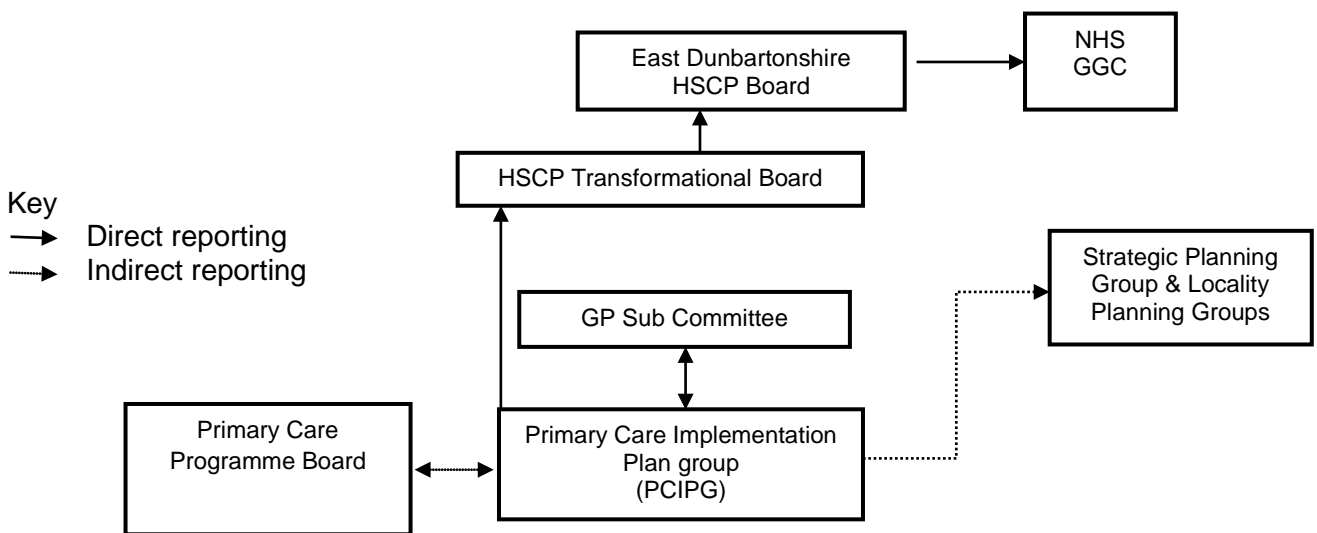 East Dunbartonshire
HSCP Board
NHS
GGC
HSCP Transformational Board
Key
Direct reporting
Indirect reporting
Strategic Planning
Group & Locality
Planning Groups
GP Sub Committee
Primary Care
Programme Board
Primary Care Implementation
Plan group
(PCIPG)